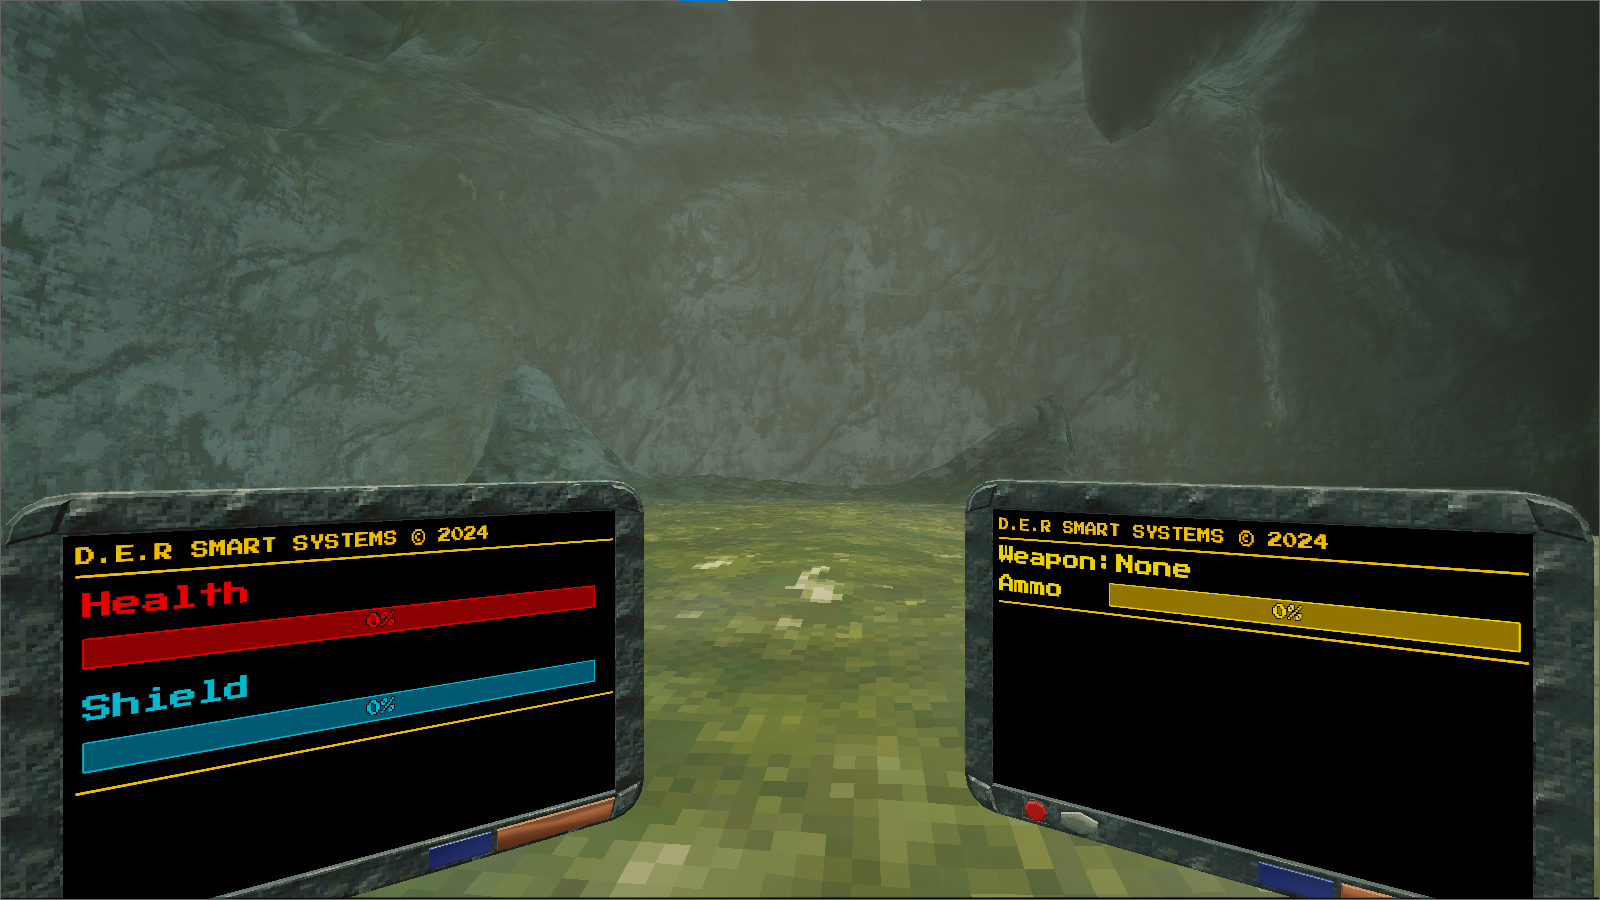 D.E.R SMART SYSTEMS © 2024
Health
0%
Shield
0%
D.E.R SMART SYSTEMS © 2024
Weapon:None
Ammo
0%